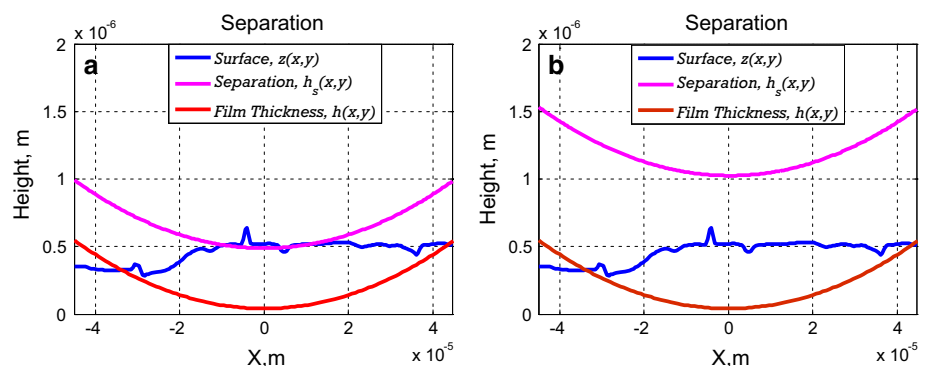 Separation
x 10⁻⁶
a
Surface, z(x,y)
Separation, hₛ(x,y)
Film Thickness, h(x,y)
Height, m
2
1.5
1
0.5
0
-4
-2
0
2
4
x 10⁻⁵
X,m
Separation
x 10⁻⁶
b
Surface, z(x,y)
Separation, hₛ(x,y)
Film Thickness, h(x,y)
Height, m
2
1.5
1
0.5
0
-4
-2
0
2
4
x 10⁻⁵
X,m